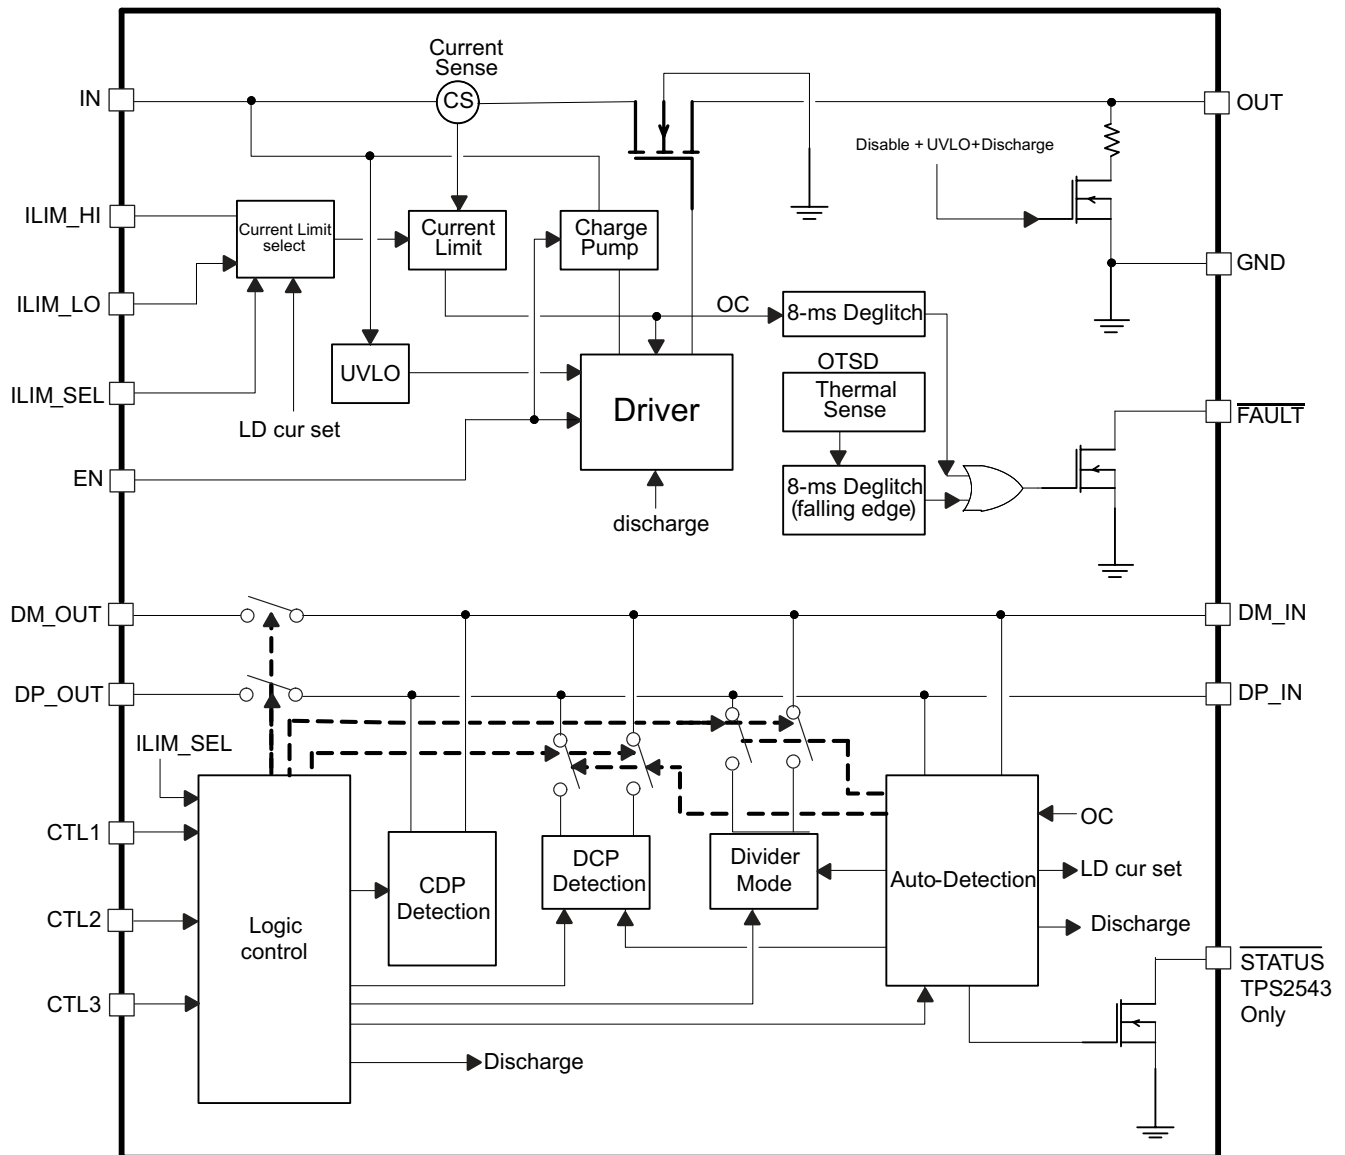 Current
Sense
IN
CS
OUT
Disable + UVLO+Discharge
ILIM_HI
Current Limit
select
Current
Limit
Charge
Pump
GND
ILIM_LO
OC
8-ms Deglitch
UVLO
OTSD
Thermal
Sense
Driver
ILIM_SEL
LD cur set
FAULT
EN
8-ms Deglitch
(falling edge)
discharge
DM_OUT
DM_IN
DP_OUT
DP_IN
ILIM_SEL
CTL1
OC
DCP
Detection
Divider
Mode
CDP
Detection
Auto-Detection
LD cur set
CTL2
Logic
control
Discharge
STATUS
TPS2543
Only
CTL3
Discharge